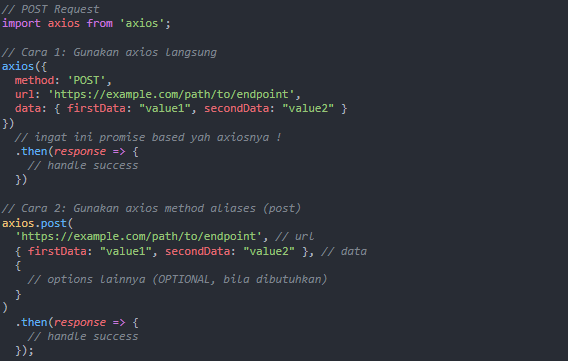 // POST Request
import axios from 'axios';

// Cara 1: Gunakan axios langsung
axios({
  method: 'POST',
  url: 'https://example.com/path/to/endpoint',
  data: { firstData: "value1", secondData: "value2" }
})
  // ingat ini promise based yah axiosnya !
  .then(response => {
    // handle success
  })

// Cara 2: Gunakan axios method aliases (post)
axios.post(
  'https://example.com/path/to/endpoint', // url
  { firstData: "value1", secondData: "value2" }, // data
  {
    // options lainnya (OPTIONAL, bila dibutuhkan)
  }
)
  .then(response => {
    // handle success
  });